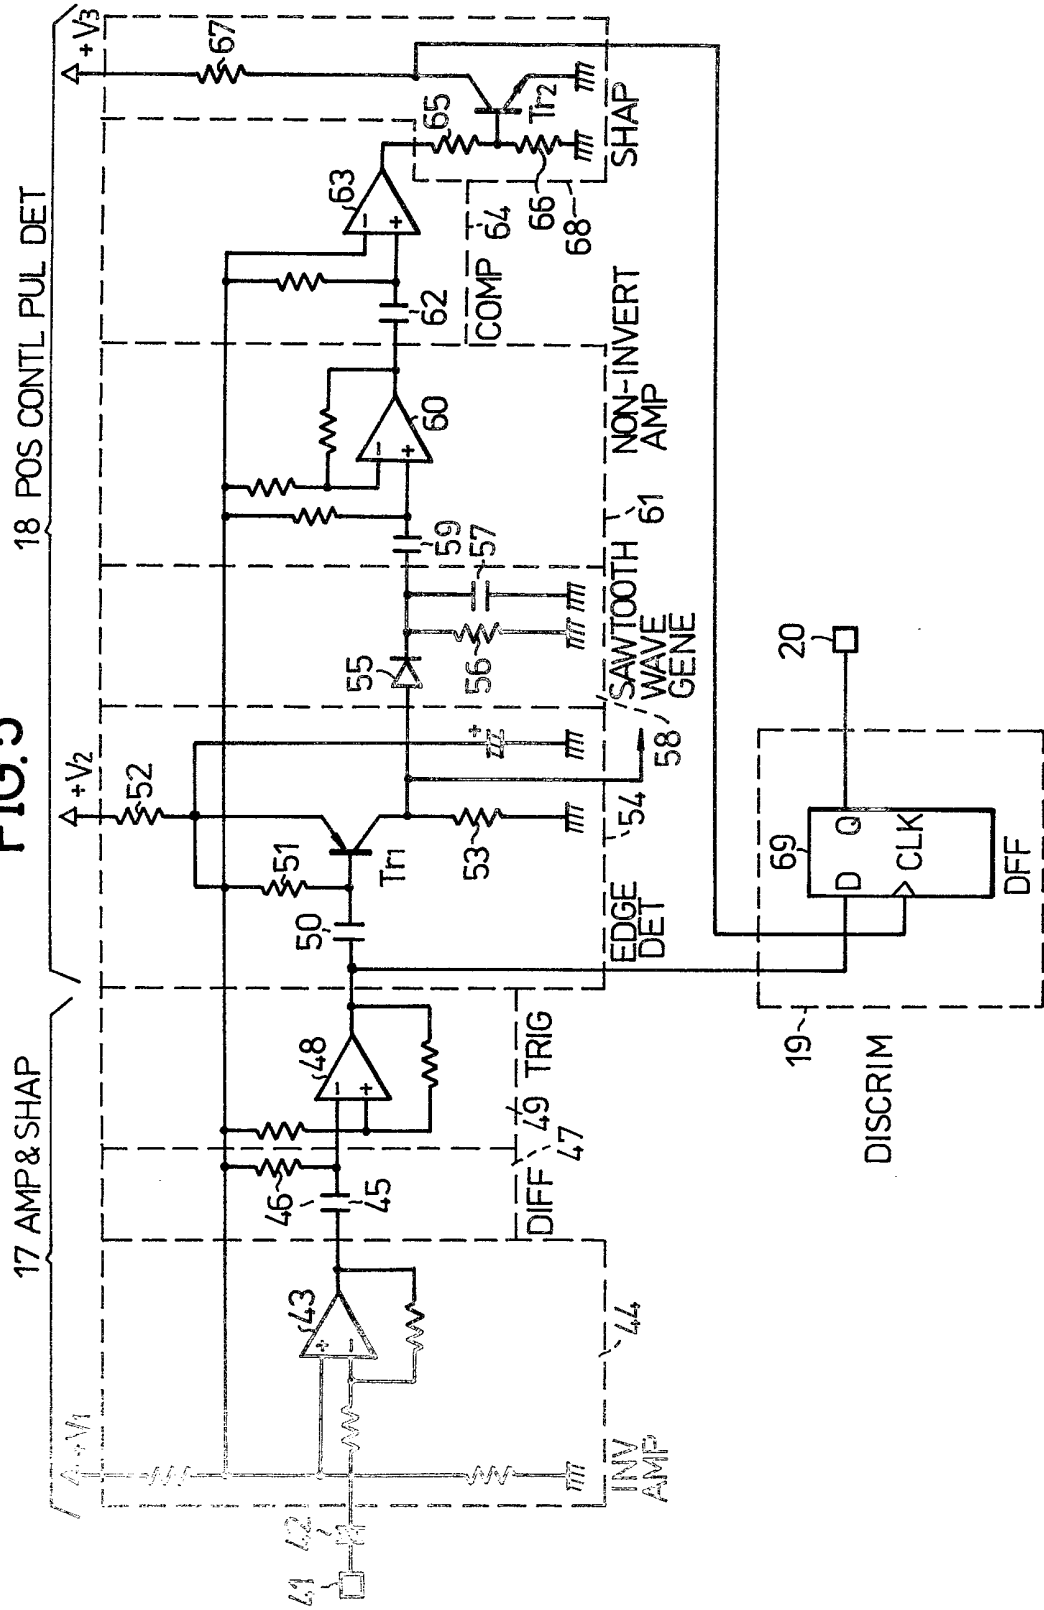 FIG. 5
17 AMP & SHAP
18 POS CONTL PUL DET
+V1
+V2
+V3
41
42
43
44
INV
AMP
45
46
DIFF
47
48
49
TRIG
50
51
52
Tr1
53
54
EDGE
DET
55
56
57
58
SAWTOOTH
WAVE
GENE
59
60
61
NON-INVERT
AMP
62
63
64
COMP
65
66
67
68
Tr2
SHAP
19
DISCRIM
69
D
Q
CLK
DFF
20